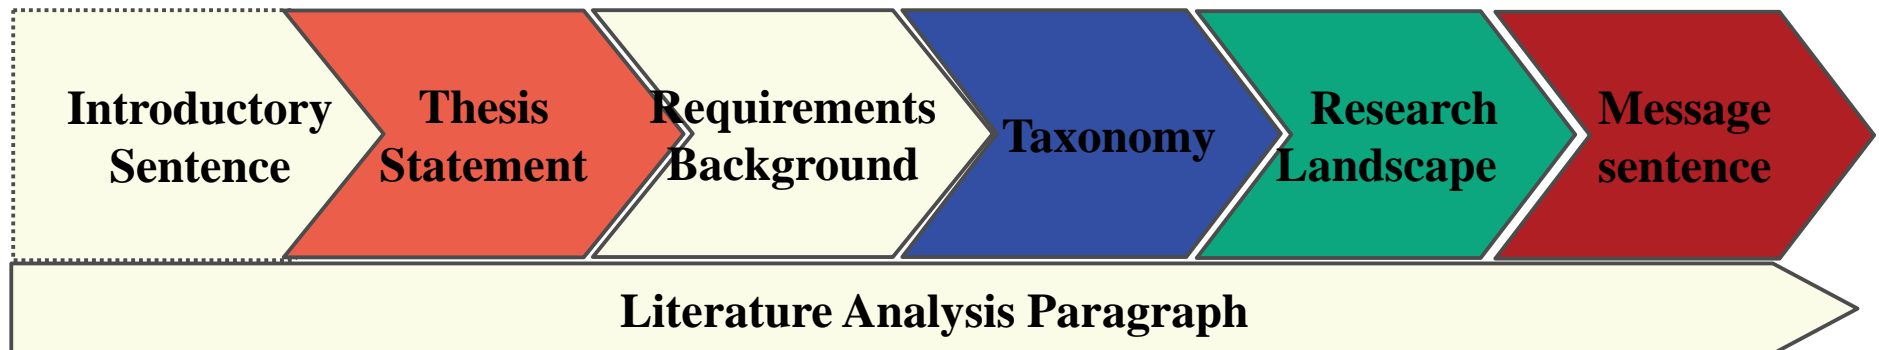 Introductory
Sentence
Thesis
Statement
Requirements
Background
Taxonomy
Research
Landscape
Message
sentence
Literature Analysis Paragraph